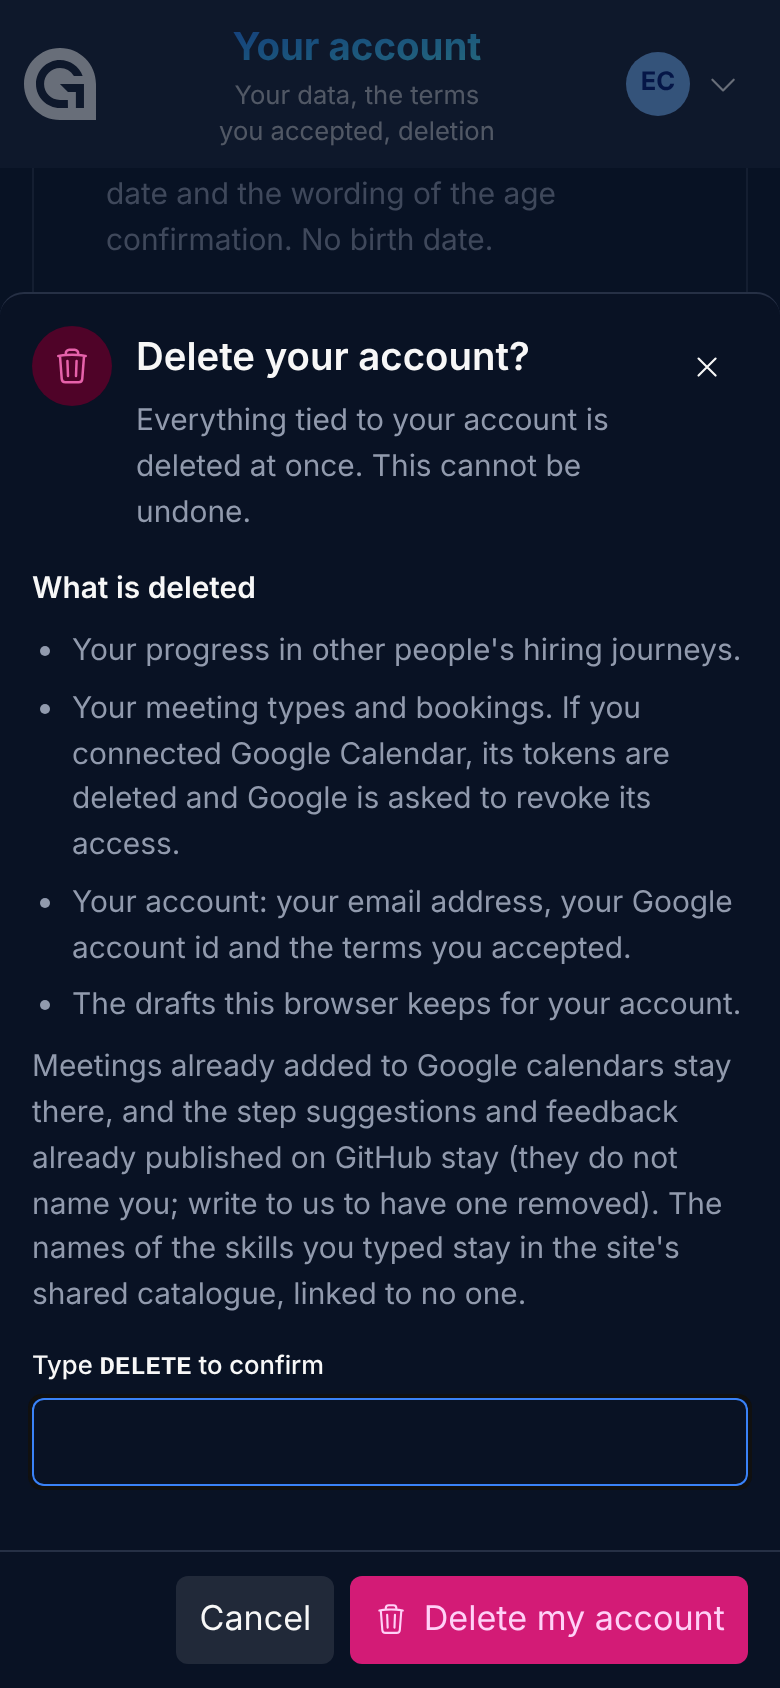 Your account
Your data, the terms
you accepted, deletion
EC
date and the wording of the age
confirmation. No birth date.
Delete your account?
Everything tied to your account is
deleted at once. This cannot be
undone.
What is deleted
• Your progress in other people's hiring journeys.
• Your meeting types and bookings. If you
connected Google Calendar, its tokens are
deleted and Google is asked to revoke its
access.
• Your account: your email address, your Google
account id and the terms you accepted.
• The drafts this browser keeps for your account.
Meetings already added to Google calendars stay
there, and the step suggestions and feedback
already published on GitHub stay (they do not
name you; write to us to have one removed). The
names of the skills you typed stay in the site's
shared catalogue, linked to no one.
Type DELETE to confirm
Cancel
Delete my account